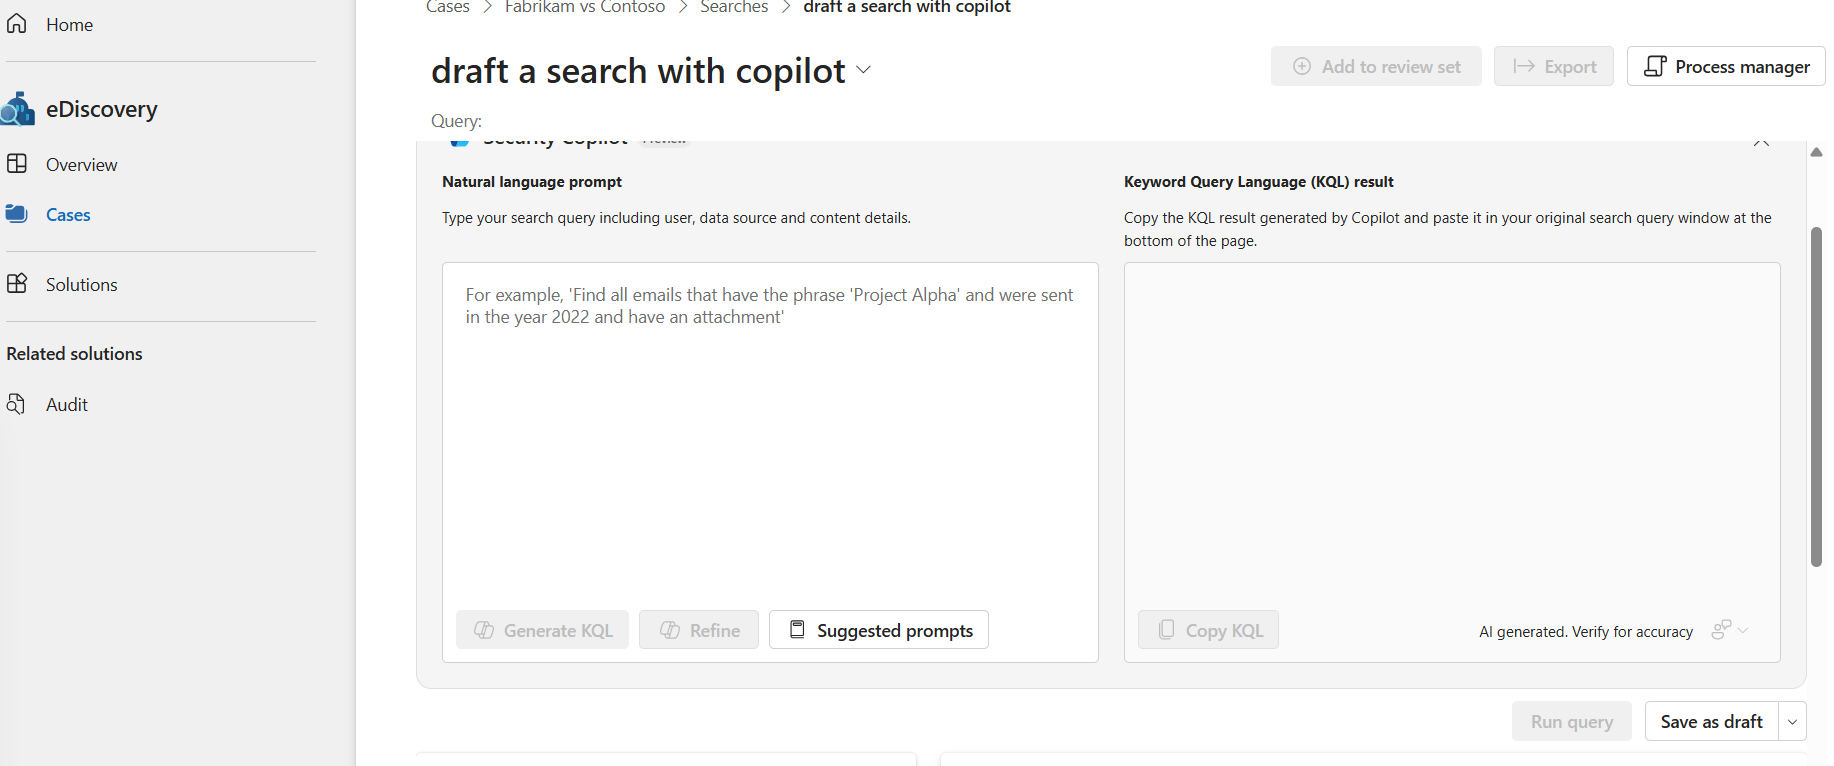 Home
eDiscovery
Overview
Cases
Solutions
Related solutions
Audit
Cases > Fabrikam vs Contoso > Searches > draft a search with copilot
draft a search with copilot
Add to review set
Export
Process manager
Query:
Security Copilot Preview
Natural language prompt
Type your search query including user, data source and content details.
For example, 'Find all emails that have the phrase 'Project Alpha' and were sent
in the year 2022 and have an attachment'
Generate KQL
Refine
Suggested prompts
Keyword Query Language (KQL) result
Copy the KQL result generated by Copilot and paste it in your original search query window at the
bottom of the page.
Copy KQL
AI generated. Verify for accuracy
Run query
Save as draft